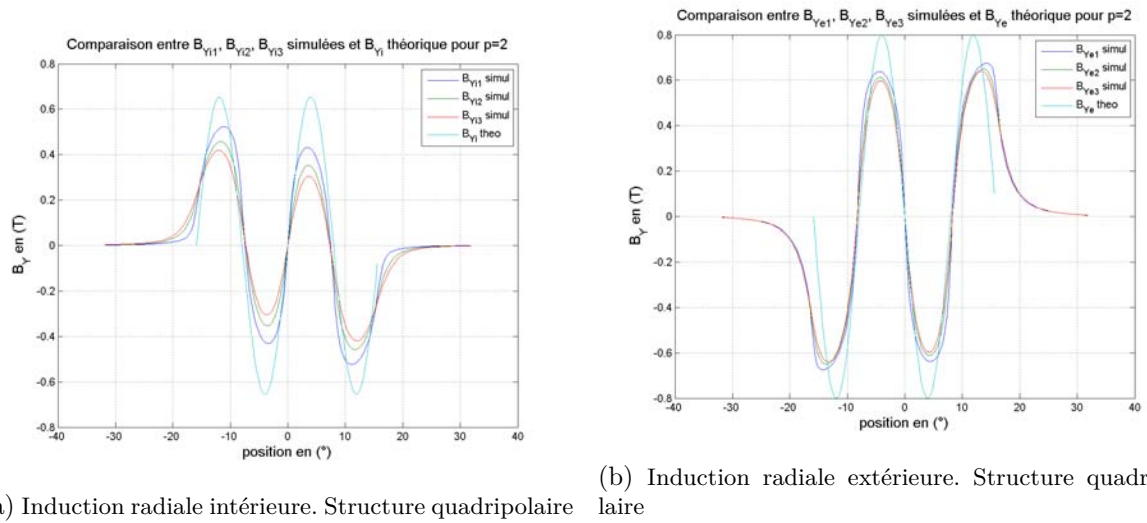 Comparaison entre B_Yi1, B_Yi2, B_Yi3 simulées et B_Yi théorique pour p=2
0.8
0.6
0.4
0.2
0
-0.2
-0.4
-0.6
-0.8
B_Y en (T)
-40 -30 -20 -10 0 10 20 30 40
position en (°)
B_Yi1 simul
B_Yi2 simul
B_Yi3 simul
B_Yi theo
a) Induction radiale intérieure. Structure quadripolaire
Comparaison entre B_Ye1, B_Ye2, B_Ye3 simulées et B_Ye théorique pour p=2
0.8
0.6
0.4
0.2
0
-0.2
-0.4
-0.6
-0.8
B_Y en (T)
-40 -30 -20 -10 0 10 20 30 40
position en (°)
B_Ye1 simul
B_Ye2 simul
B_Ye3 simul
B_Ye theo
(b) Induction radiale extérieure. Structure quadr
laire